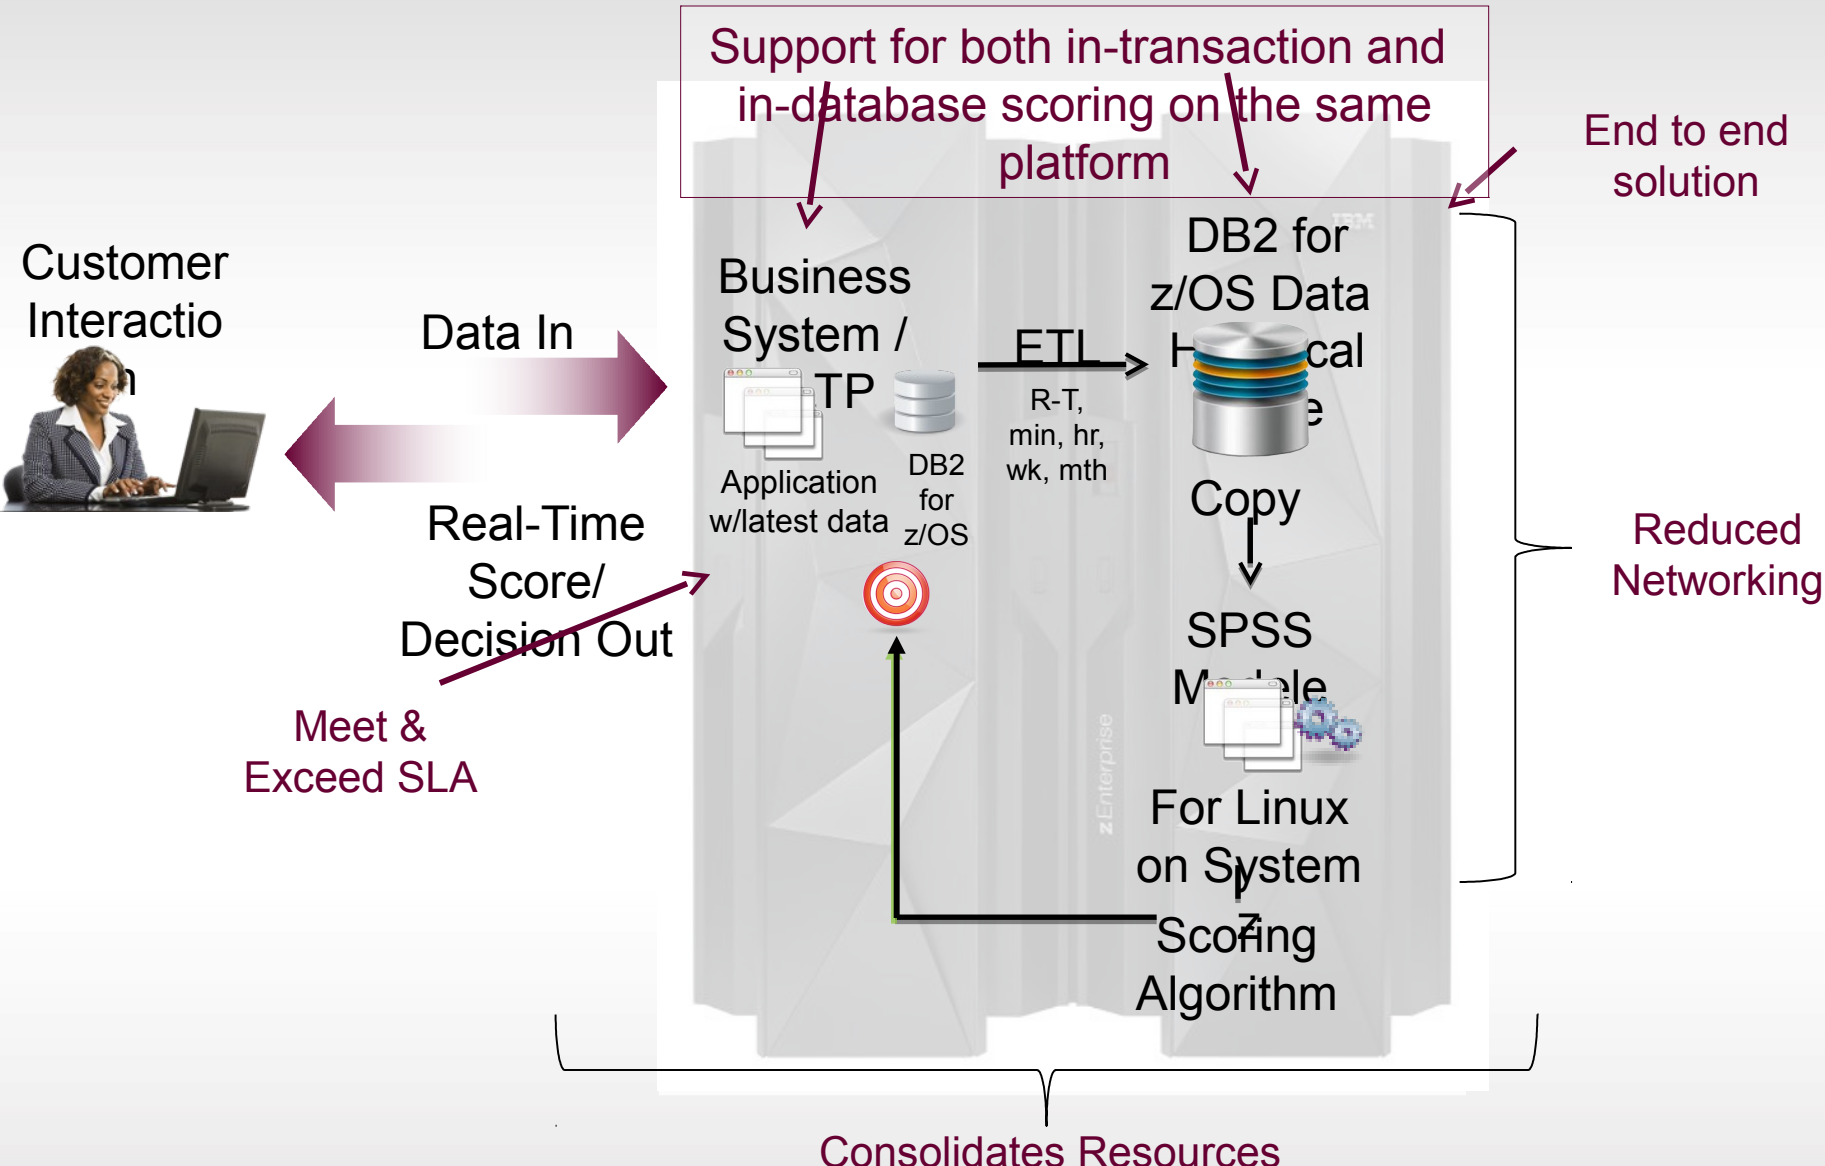 Support for both in-transaction and
in-database scoring on the same
platform
End to end
solution
IBM
Customer
Interactio
n
Data In
Business
System /
TP
ETL
R-T,
min, hr,
wk, mth
DB2 for
z/OS Data
H cal
e
Application
w/latest data
DB2
for
z/OS
Copy
Real-Time
Score/
Decision Out
Reduced
Networking
SPSS
Modele
Meet &
Exceed SLA
zEnterprise
For Linux
on System
z
Scoring
Algorithm
Consolidates Resources